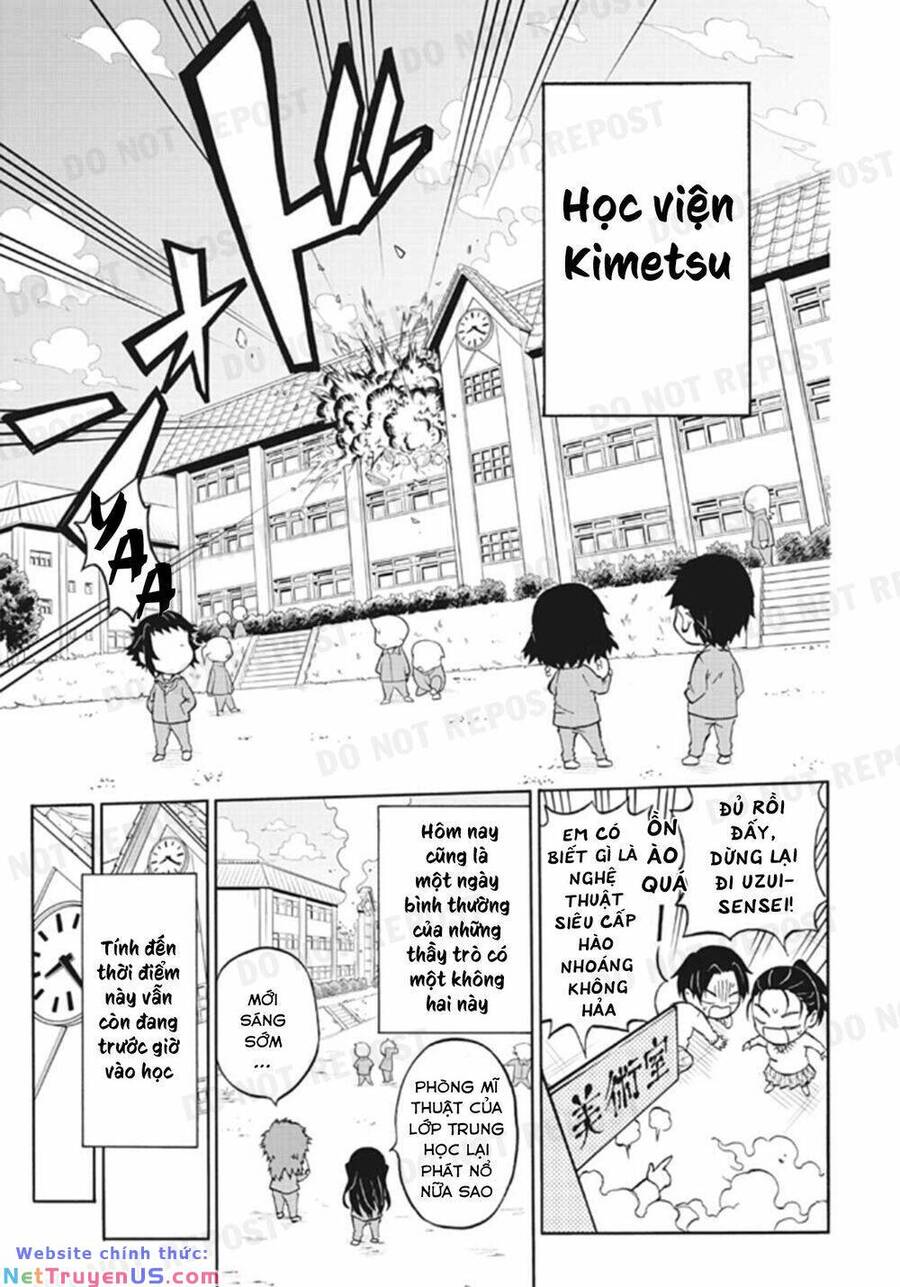 Học viện
Kimetsu
ドォーン
YAA
ĐỦ RỒI
ĐẤY,
DỪNG LẠI
ĐI UZUI-
SENSEI!
ỒN
ÀO
QUÁ
EM CÓ
BIẾT GÌ LÀ
NGHỆ
THUẬT
SIÊU CẤP
HÀO
NHOÁNG
KHÔNG
HẢA
美術室
Hôm nay
cũng là
một ngày
bình thường
của những
thầy trò có
một không
hai này
PHÒNG MĨ
THUẬT CỦA
LỚP TRUNG
HỌC LẠI
PHÁT NỔ
NỮA SAO
MỚI
SÁNG
SỚM
...
Tính đến
thời điểm
này vẫn
còn đang
trước giờ
vào học
DO NOT REPOST
Website chính thức:
NetTruyenUS.com